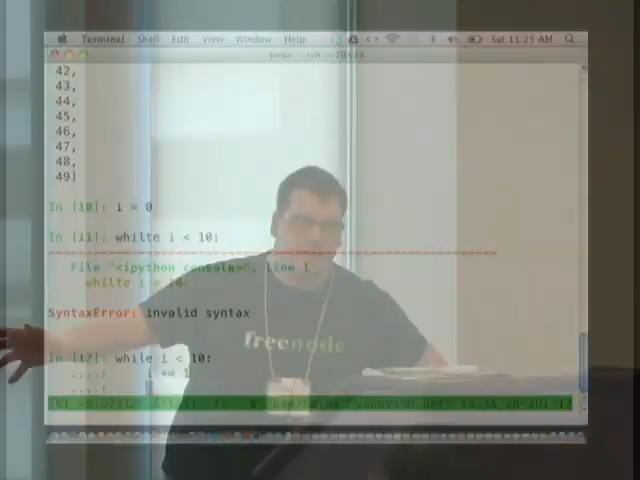 Terminal Shell Edit View Window Help Sat 11:25 AM
42,
43,
44,
45,
46,
47,
48,
49]
In [10]: i = 0
In [11]: whilte i < 10:
File "<ipython console>", line 1
whilte i < 10:
SyntaxError: invalid syntax
freenode
In [12]: while i < 10:
....: i += 1
....: